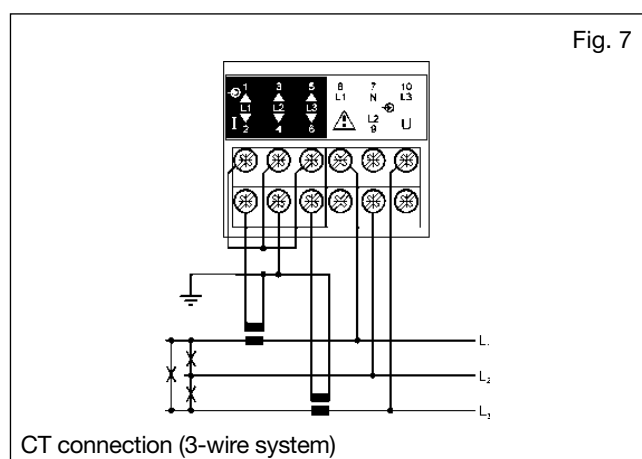 Fig. 7
1 3 5 8 7 10
L1 N L3
L1 L2 L3
I L2 U
2 4 6 9
L1
L2
L3
CT connection (3-wire system)